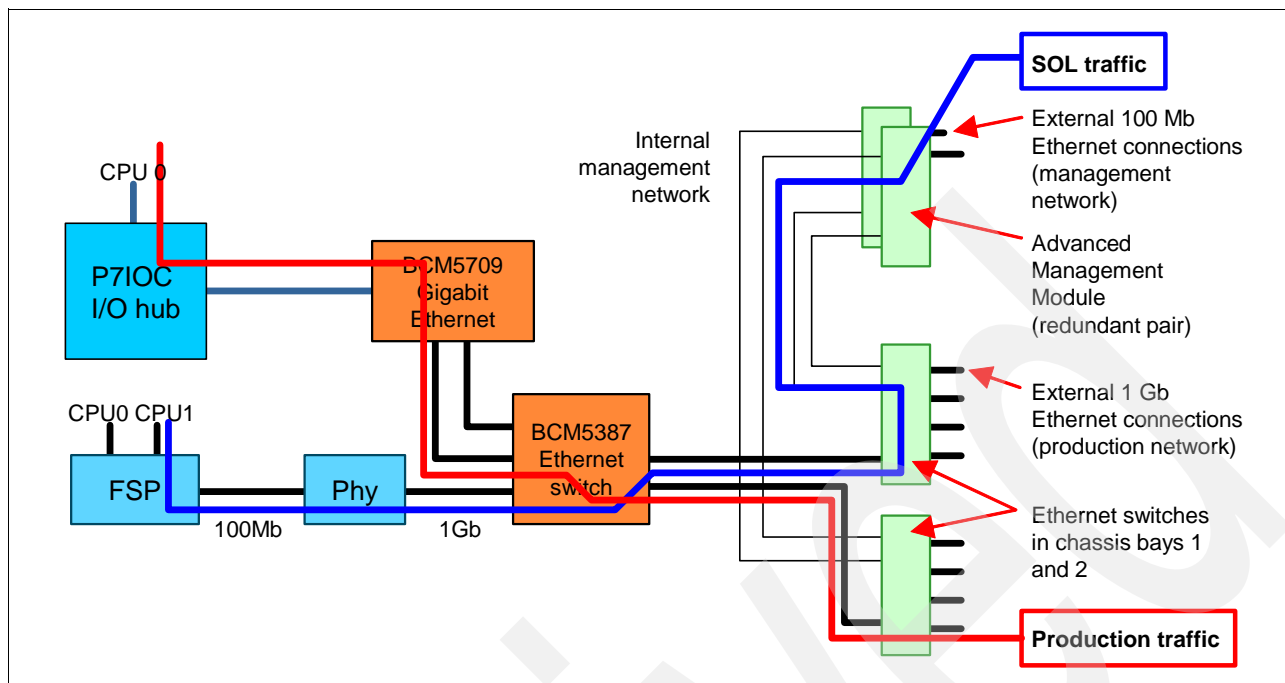 SOL traffic
External 100 Mb
Ethernet connections
(management
network)
Internal
management
network
CPU 0
P7IOC
I/O hub
BCM5709
Gigabit
Ethernet
Advanced
Management
Module
(redundant pair)
External 1 Gb
Ethernet connections
(production network)
CPU0 CPU1
FSP
Phy
BCM5387
Ethernet
switch
100Mb
1Gb
Ethernet switches
in chassis bays 1
and 2
Production traffic